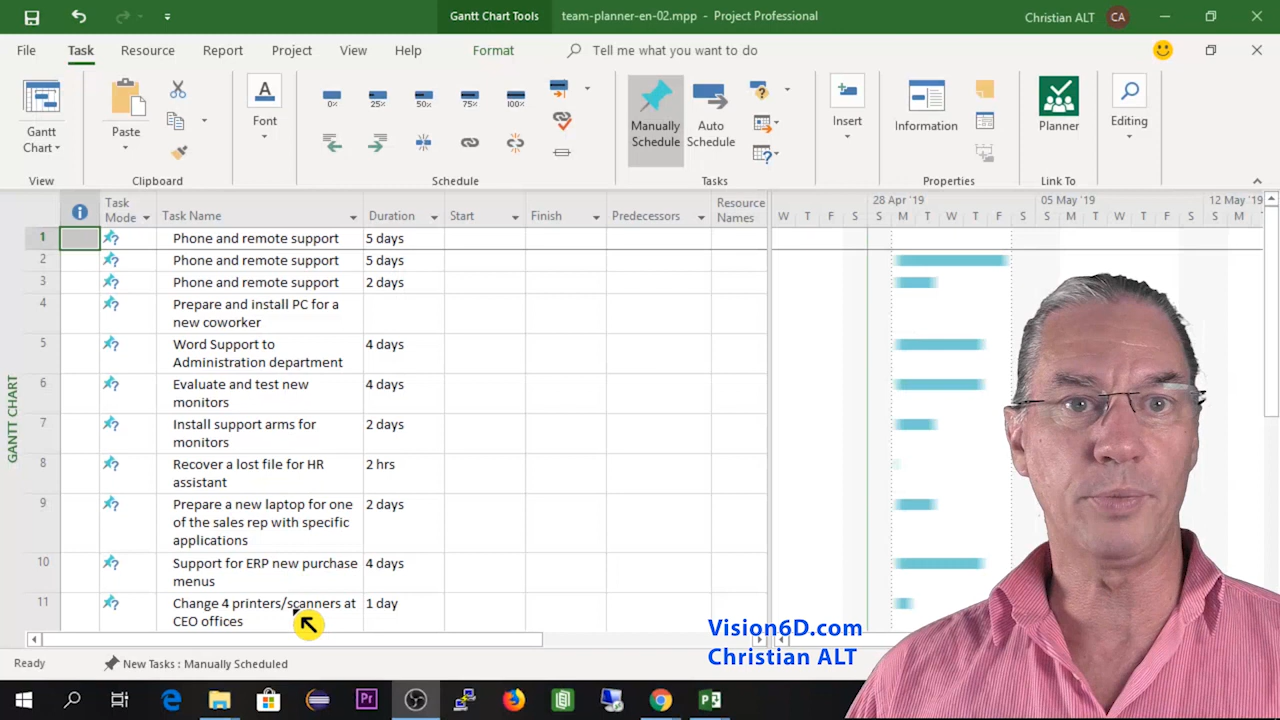 Gantt Chart Tools
team-planner-en-02.mpp - Project Professional
Christian ALT
CA
File
Task
Resource
Report
Project
View
Help
Format
Tell me what you want to do
Gantt
Chart
View
Paste
Clipboard
A
Font
0%
25%
50%
75%
100%
Schedule
Manually
Schedule
Auto
Schedule
Tasks
Insert
Information
Properties
Planner
Link To
Editing
Task
Mode
Task Name
Duration
Start
Finish
Predecessors
Resource
Names
28 Apr '19
05 May '19
12 May '19
W T F S S M T W T F S S M T W T F S S M
1 Phone and remote support 5 days
2 Phone and remote support 5 days
3 Phone and remote support 2 days
4 Prepare and install PC for a
new coworker
5 Word Support to 4 days
Administration department
6 Evaluate and test new 4 days
monitors
7 Install support arms for 2 days
monitors
8 Recover a lost file for HR 2 hrs
assistant
9 Prepare a new laptop for one 2 days
of the sales rep with specific
applications
10 Support for ERP new purchase 4 days
menus
11 Change 4 printers/scanners at 1 day
CEO offices
GANTT CHART
Vision6D.com
Christian ALT
Ready
New Tasks : Manually Scheduled
Pr